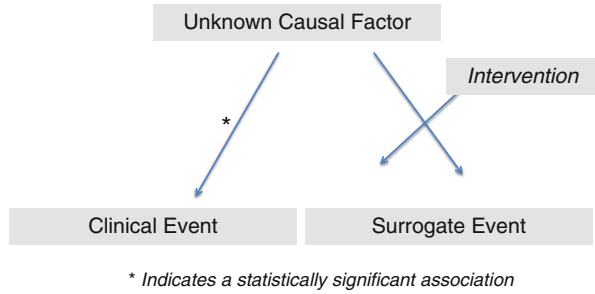 Unknown Causal Factor
Intervention
*
Clinical Event
Surrogate Event
* Indicates a statistically significant association